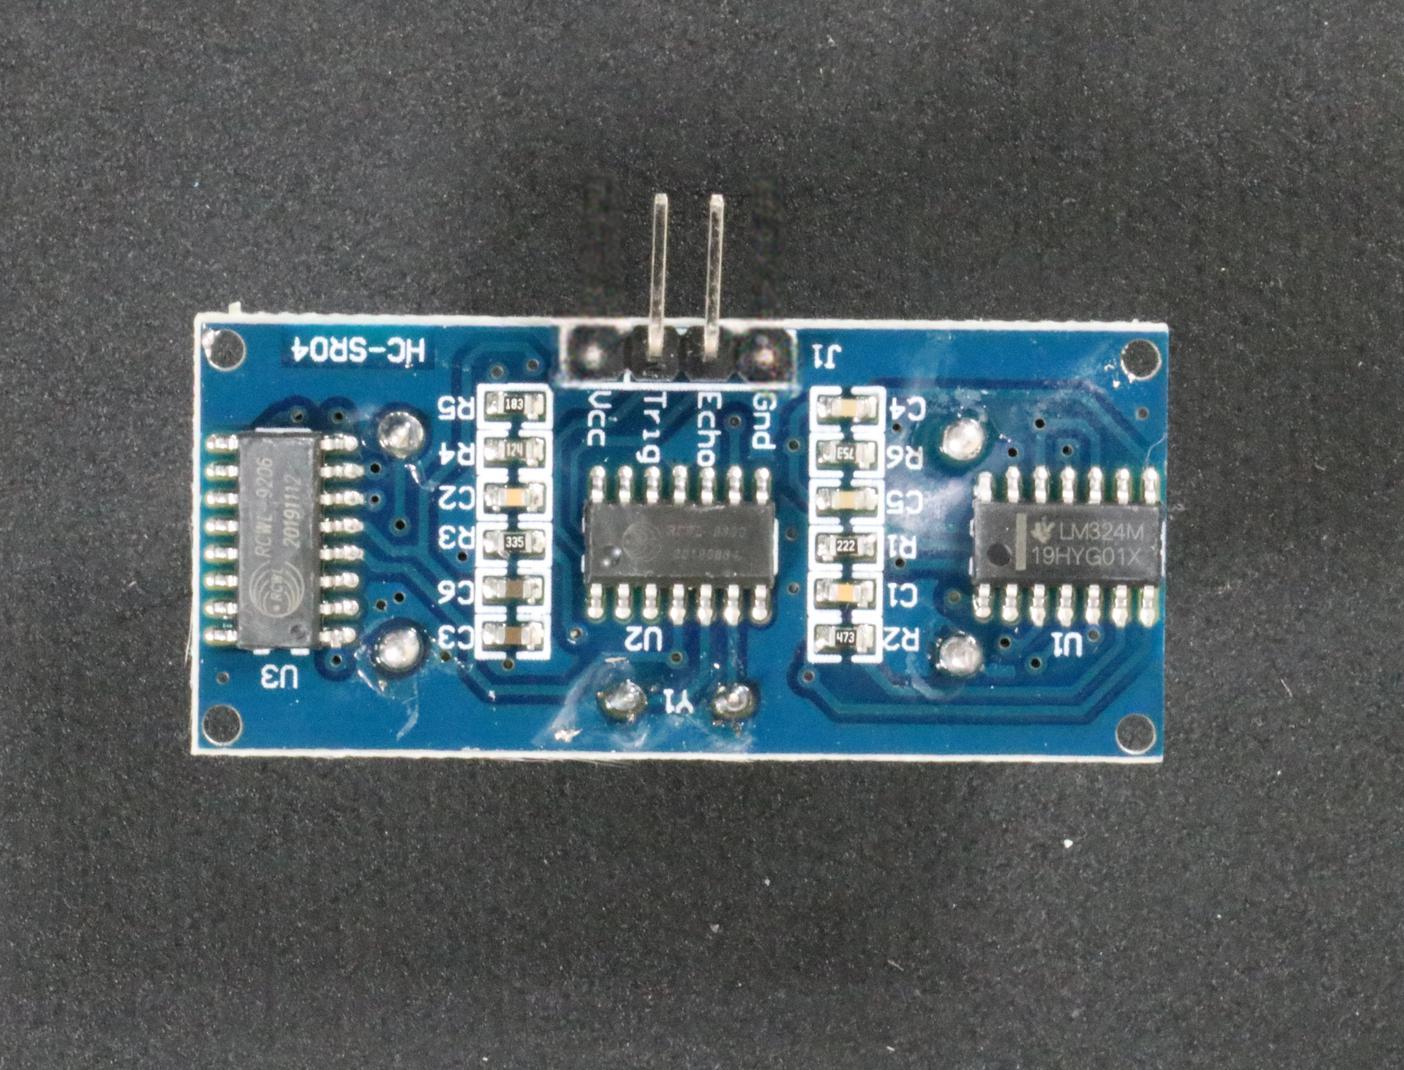 HC-SR04
J1
Vcc
Trig
Echo
Gnd
R5
183
R4
124
C2
R3
335
C6
C3
C4
R6
C5
R1
222
C1
R2
473
RCWL-9206
20191112
RCWL
U3
U2
Y1
LM324M
19HYG01X
U1